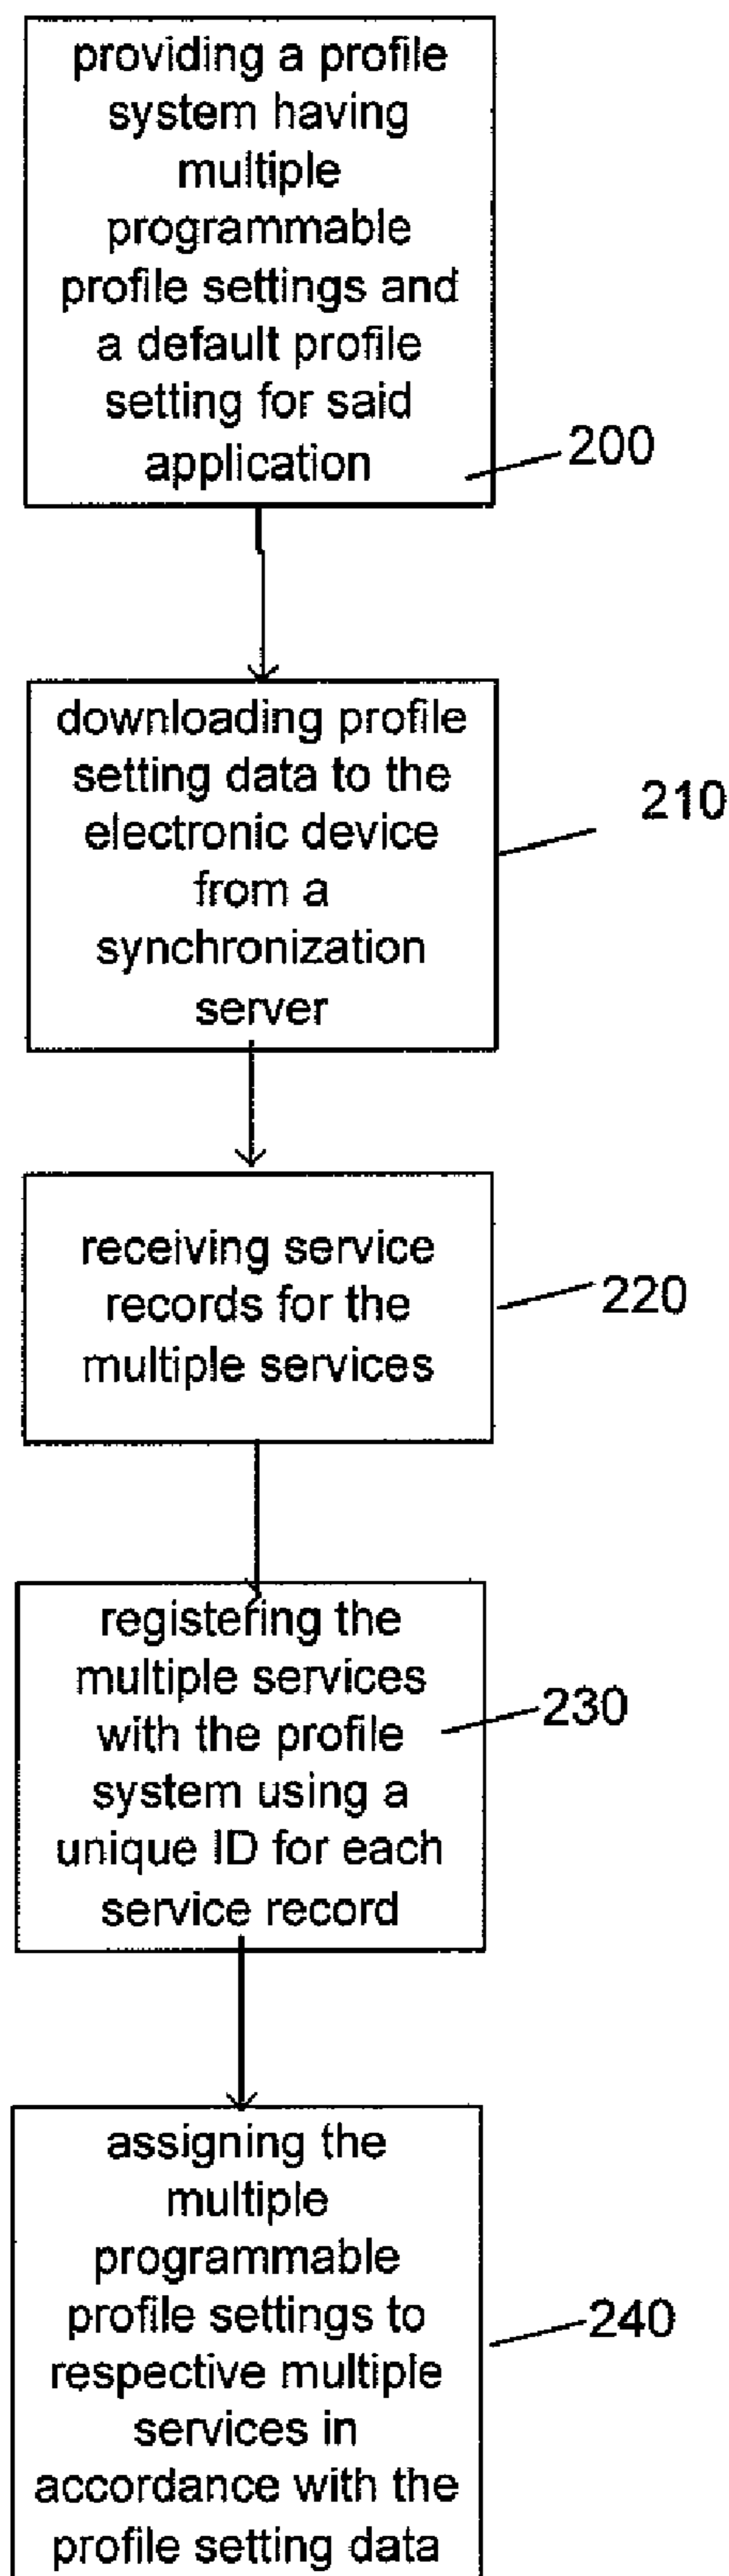 providing a profile
system having
multiple
programmable
profile settings and
a default profile
setting for said
application
200
downloading profile
setting data to the
electronic device
from a
synchronization
server
210
receiving service
records for the
multiple services
220
registering the
multiple services
with the profile
system using a
unique ID for each
service record
230
assigning the
multiple
programmable
profile settings to
respective multiple
services in
accordance with the
profile setting data
240